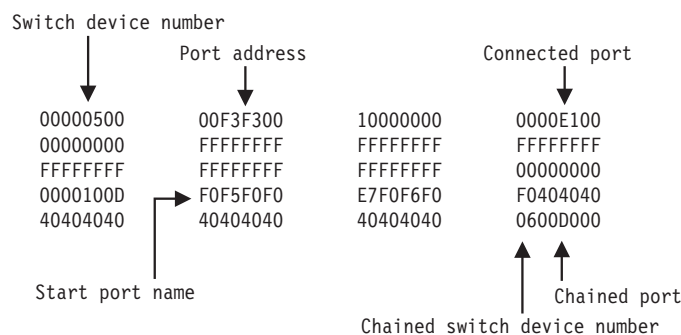 Switch device number
Port address
Connected port
00000500 00F3F300 10000000 0000E100
00000000 FFFFFFFF FFFFFFFF FFFFFFFF
FFFFFFFF FFFFFFFF FFFFFFFF 00000000
0000100D F0F5F0F0 E7F0F6F0 F0404040
40404040 40404040 40404040 0600D000
Start port name
Chained port
Chained switch device number